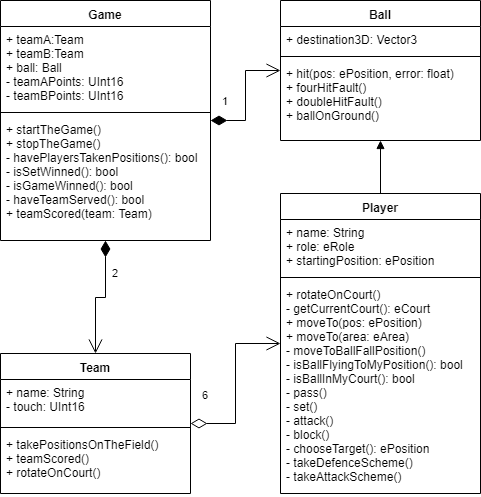 Game
+ teamA:Team
+ teamB:Team
+ ball: Ball
- teamAPoints: UInt16
- teamBPoints: UInt16
+ startTheGame()
+ stopTheGame()
- havePlayersTakenPositions(): bool
- isSetWinned(): bool
- isGameWinned(): bool
- haveTeamServed(): bool
+ teamScored(team: Team)
1
2
Ball
+ destination3D: Vector3
+ hit(pos: ePosition, error: float)
+ fourHitFault()
+ doubleHitFault()
+ ballOnGround()
Team
+ name: String
- touch: UInt16
+ takePositionsOnTheField()
+ teamScored()
+ rotateOnCourt()
6
Player
+ name: String
+ role: eRole
+ startingPosition: ePosition
+ rotateOnCourt()
- getCurrentCourt(): eCourt
+ moveTo(pos: ePosition)
+ moveTo(area: eArea)
- moveToBallFallPosition()
- isBallFlyingToMyPosition(): bool
- isBallInMyCourt(): bool
- pass()
- set()
- attack()
- block()
- chooseTarget(): ePosition
- takeDefenceScheme()
- takeAttackScheme()